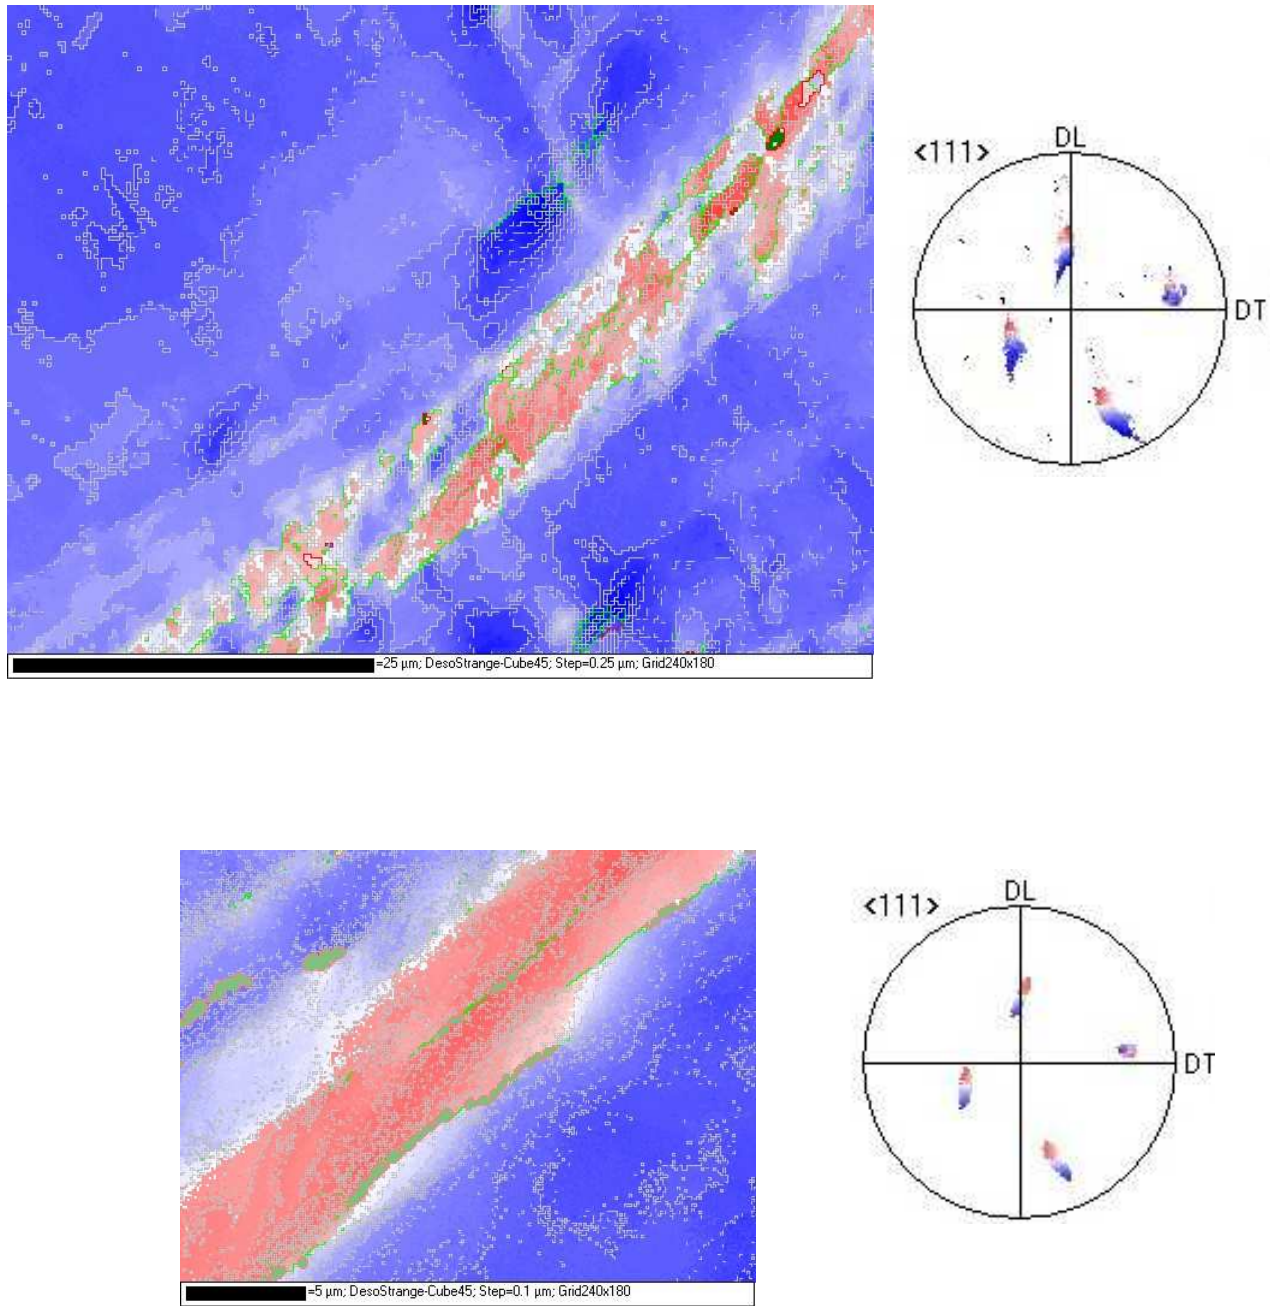 <111>
DL
DT
=25 µm; DesoStrange-Cube45; Step=0.25 µm; Grid240x180
<111>
DL
DT
=5 µm; DesoStrange-Cube45; Step=0.1 µm; Grid240x180